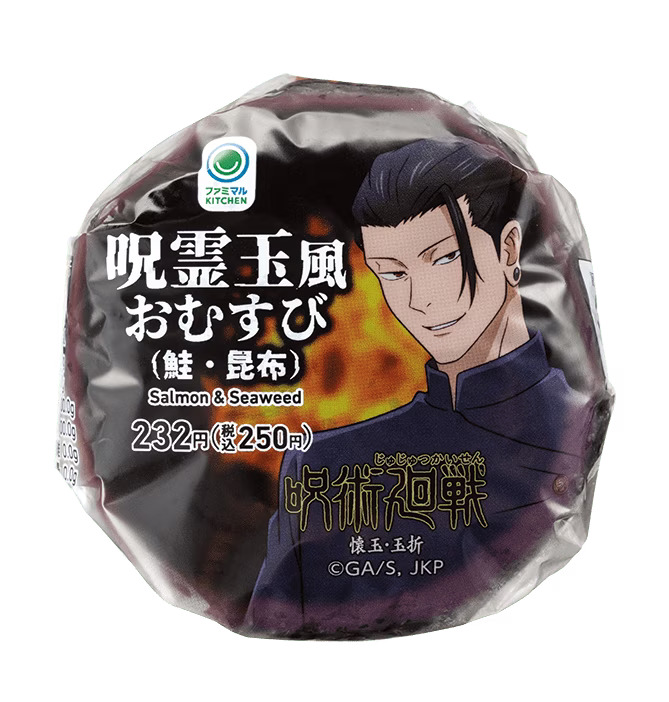 ファミマル
KITCHEN
呪霊玉風
おむすび
(鮭・昆布)
Salmon & Seaweed
232円(税込250円)
じゅじゅつかいせん
呪術廻戦
懐玉・玉折
©GA/S, JKP